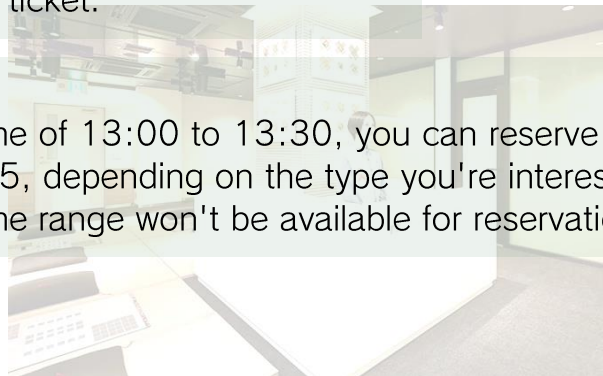 ticket.
ne of 13:00 to 13:30, you can reserve
5, depending on the type you're interes
ne range won't be available for reservati